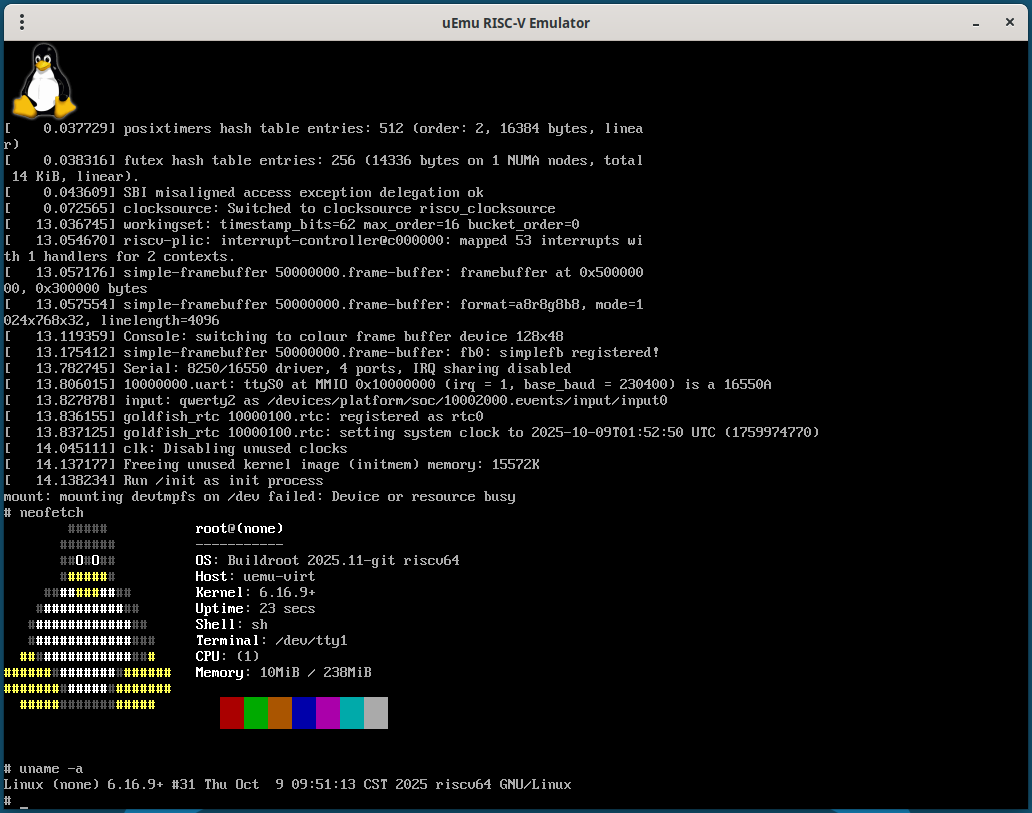 uEmu RISC-V Emulator
[    0.037729] posixtimers hash table entries: 512 (order: 2, 16384 bytes, linea
r)
[    0.038316] futex hash table entries: 256 (14336 bytes on 1 NUMA nodes, total
 14 KiB, linear).
[    0.043609] SBI misaligned access exception delegation ok
[    0.072565] clocksource: Switched to clocksource riscv_clocksource
[   13.036745] workingset: timestamp_bits=62 max_order=16 bucket_order=0
[   13.054670] riscv-plic: interrupt-controller@c000000: mapped 53 interrupts wi
th 1 handlers for 2 contexts.
[   13.057176] simple-framebuffer 50000000.frame-buffer: framebuffer at 0x500000
00, 0x300000 bytes
[   13.057554] simple-framebuffer 50000000.frame-buffer: format=a8r8g8b8, mode=1
024x768x32, linelength=4096
[   13.119359] Console: switching to colour frame buffer device 128x48
[   13.175412] simple-framebuffer 50000000.frame-buffer: fb0: simplefb registered!
[   13.782745] Serial: 8250/16550 driver, 4 ports, IRQ sharing disabled
[   13.806015] 10000000.uart: ttyS0 at MMIO 0x10000000 (irq = 1, base_baud = 230400) is a 16550A
[   13.827878] input: qwerty2 as /devices/platform/soc/10002000.events/input/input0
[   13.836155] goldfish_rtc 10000100.rtc: registered as rtc0
[   13.837125] goldfish_rtc 10000100.rtc: setting system clock to 2025-10-09T01:52:50 UTC (1759974770)
[   14.045111] clk: Disabling unused clocks
[   14.137177] Freeing unused kernel image (initmem) memory: 15572K
[   14.138234] Run /init as init process
mount: mounting devtmpfs on /dev failed: Device or resource busy
# neofetch
        #####           root@(none)
       #######          -----------
       ##O#O##          OS: Buildroot 2025.11-git riscv64
       #######          Host: uemu-virt
     ###########        Kernel: 6.16.9+
    #############       Uptime: 23 secs
   ###############      Shell: sh
   ################     Terminal: /dev/tty1
  #################     CPU: (1)
#####################   Memory: 10MiB / 238MiB
#####################
  #################
# uname -a
Linux (none) 6.16.9+ #31 Thu Oct  9 09:51:13 CST 2025 riscv64 GNU/Linux
# _